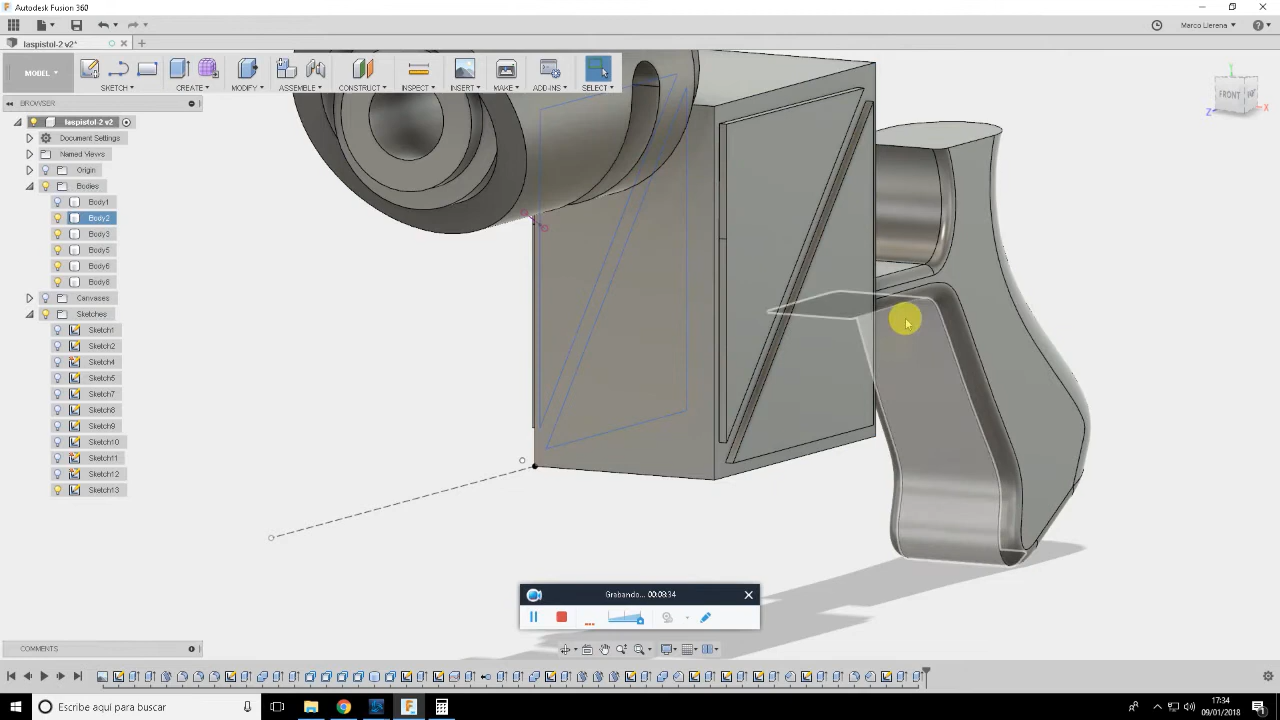 Autodesk Fusion 360
Marco Llerena
laspistol-2 v2*
MODEL
SKETCH
CREATE
MODIFY
ASSEMBLE
CONSTRUCT
INSPECT
INSERT
MAKE
ADD-INS
SELECT
BROWSER
laspistol-2 v2
Document Settings
Named Views
Origin
Bodies
Body1
Body2
Body3
Body5
Body6
Body8
Canvases
Sketches
Sketch1
Sketch2
Sketch4
Sketch5
Sketch7
Sketch8
Sketch9
Sketch10
Sketch11
Sketch12
Sketch13
Y
FRONT
Z
X
Grabando... 00:08:34
COMMENTS
Escribe aquí para buscar
17:34
09/01/2018